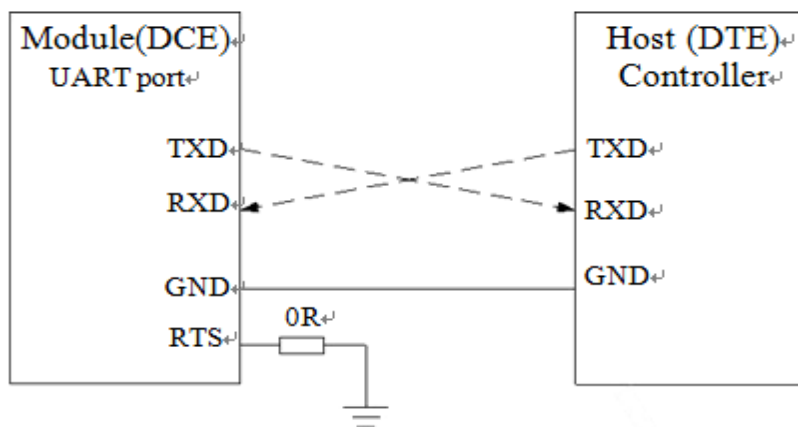 Module(DCE)↵
UART port↵
TXD↵
RXD↵
GND↵
RTS↵
0R↵
Host (DTE)↵
Controller↵
TXD↵
RXD↵
GND↵